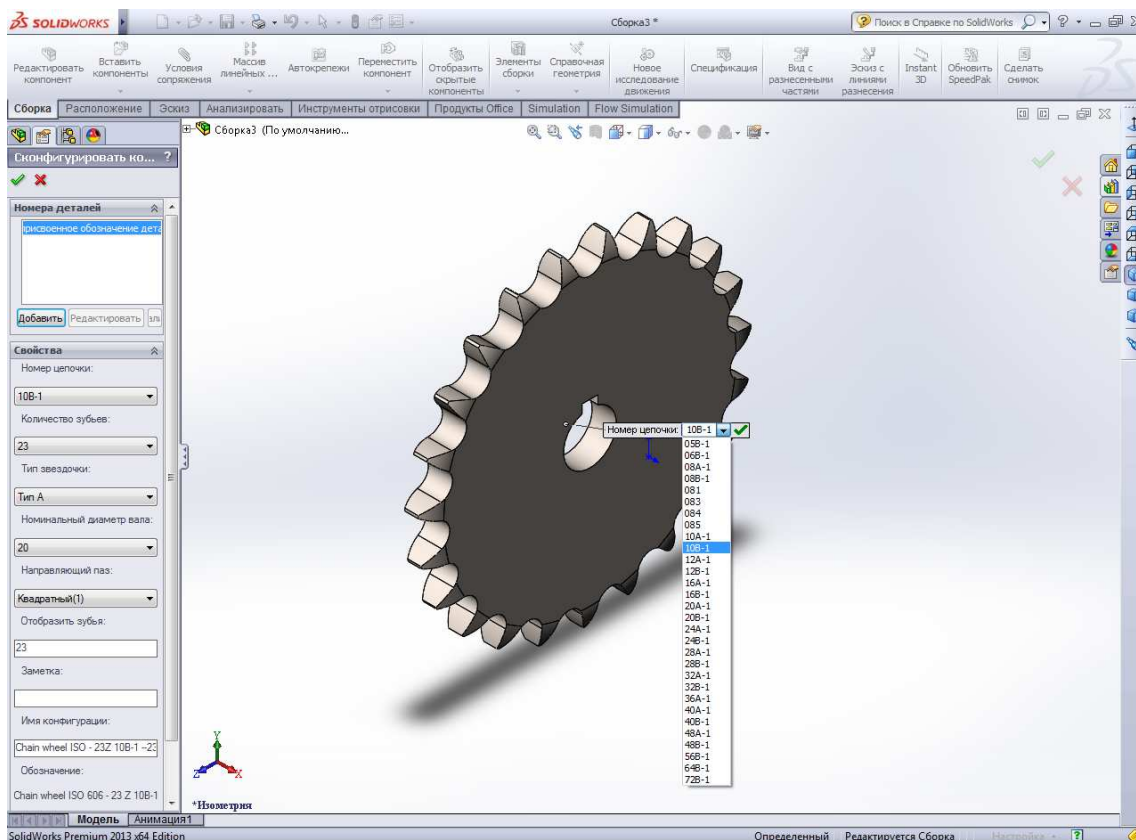 SOLIDWORKS
Сборка3 *
Поиск в Справке по SolidWorks
Редактировать компонент
Вставить компоненты
Условия сопряжения
Массив линейных ...
Автокрепежи
Переместить компонент
Отобразить скрытые компоненты
Элементы сборки
Справочная геометрия
Новое исследование движения
Спецификация
Вид с разнесенными частями
Эскиз с линиями разнесения
Instant 3D
Обновить SpeedPak
Сделать снимок
Сборка Расположение Эскиз Анализировать Инструменты отрисовки Продукты Office Simulation Flow Simulation
Сборка3 (По умолчанию...
Сконфигурировать ко... ?
Номера деталей
присвоенное обозначение дета
Добавить Редактировать
Свойства
Номер цепочки:
10B-1
Количество зубьев:
23
Тип звездочки:
Тип А
Номинальный диаметр вала:
20
Направляющий паз:
Квадратный(1)
Отобразить зубья:
23
Заметка:
Имя конфигурации:
Chain wheel ISO - 23Z 10B-1 --23
Обозначение:
Chain wheel ISO 606 - 23 Z 10B-1
Номер цепочки: 10B-1
05B-1
06B-1
08A-1
08B-1
081
083
084
085
10A-1
10B-1
12A-1
12B-1
16A-1
16B-1
20A-1
20B-1
24A-1
24B-1
28A-1
28B-1
32A-1
32B-1
36A-1
40A-1
40B-1
48A-1
48B-1
56B-1
64B-1
72B-1
Y
Z
X
*Изометрия
Модель Анимация1
SolidWorks Premium 2013 x64 Edition
Определенный Редактируется Сборка Настройка